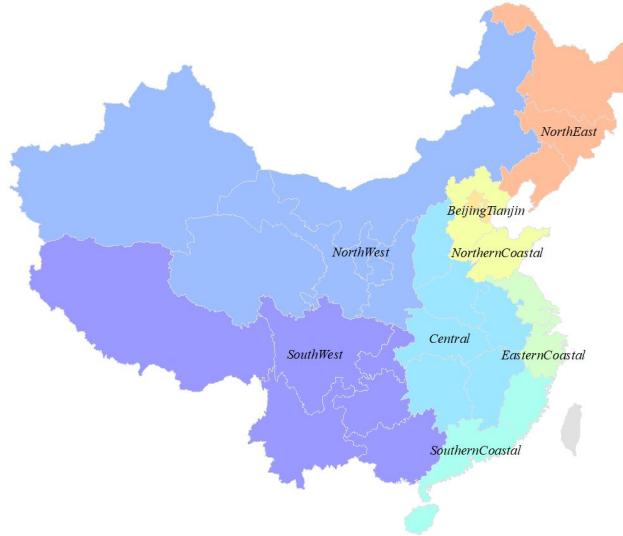 NorthEast
BeijingTianjin
NorthWest
NorthernCoastal
Central
SouthWest
EasternCoastal
SouthernCoastal